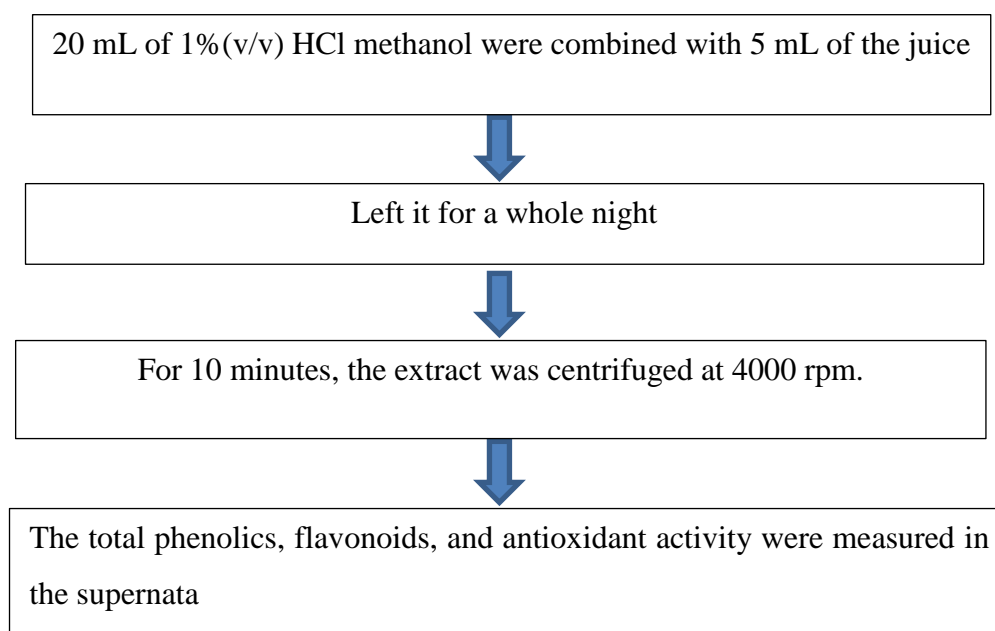 20 mL of 1%(v/v) HCl methanol were combined with 5 mL of the juice
Left it for a whole night
For 10 minutes, the extract was centrifuged at 4000 rpm.
The total phenolics, flavonoids, and antioxidant activity were measured in
the supernata